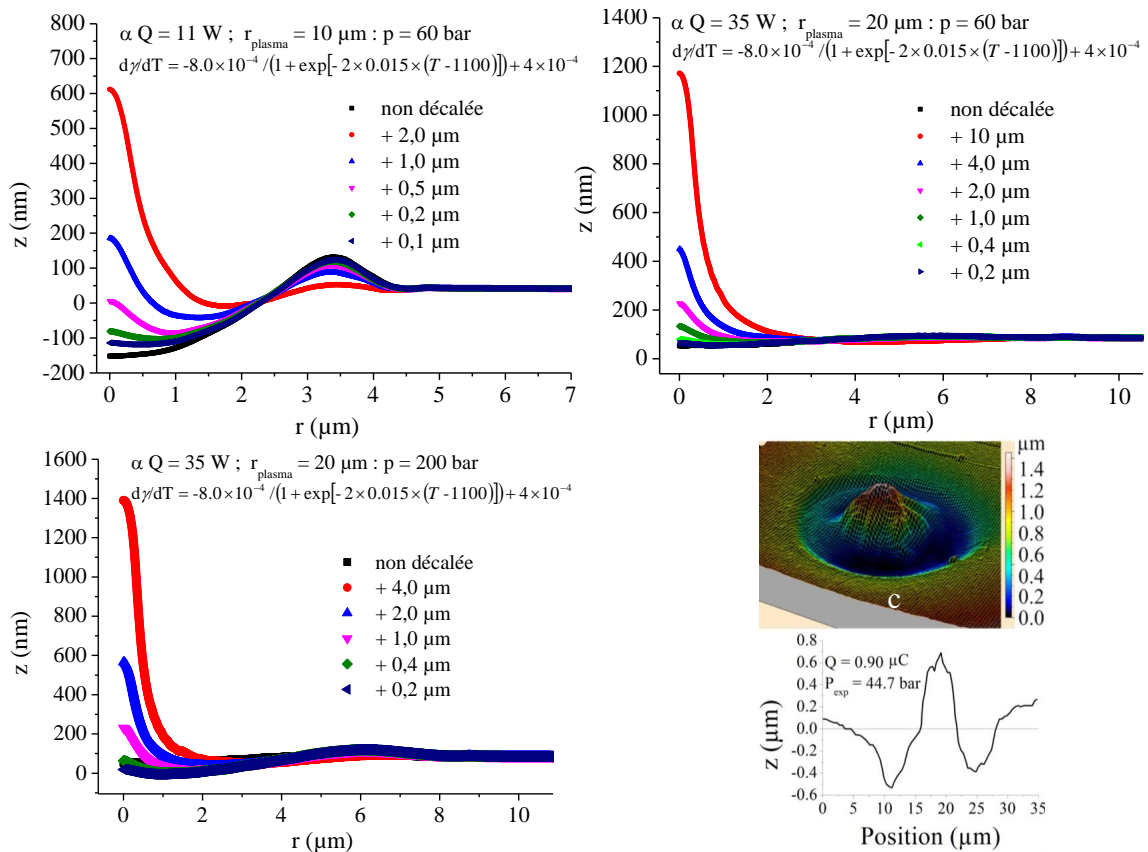 α Q = 11 W ; r_plasma = 10 µm : p = 60 bar
dγ/dT = -8.0×10⁻⁴ /(1+exp[-2×0.015×(T-1100)])+4×10⁻⁴
non décalée
+ 2,0 µm
+ 1,0 µm
+ 0,5 µm
+ 0,2 µm
+ 0,1 µm
800
700
600
500
400
300
200
100
0
-100
-200
z (nm)
0 1 2 3 4 5 6 7
r (µm)
α Q = 35 W ; r_plasma = 20 µm : p = 60 bar
dγ/dT = -8.0×10⁻⁴ /(1+exp[-2×0.015×(T-1100)])+4×10⁻⁴
non décalée
+ 10 µm
+ 4,0 µm
+ 2,0 µm
+ 1,0 µm
+ 0,4 µm
+ 0,2 µm
1400
1200
1000
800
600
400
200
0
z (nm)
0 2 4 6 8 10
r (µm)
α Q = 35 W ; r_plasma = 20 µm : p = 200 bar
dγ/dT = -8.0×10⁻⁴ /(1+exp[-2×0.015×(T-1100)])+4×10⁻⁴
non décalée
+ 4,0 µm
+ 2,0 µm
+ 1,0 µm
+ 0,4 µm
+ 0,2 µm
1600
1400
1200
1000
800
600
400
200
0
z (nm)
0 2 4 6 8 10
r (µm)
µm
1.4
1.2
1.0
0.8
0.6
0.4
0.2
0.0
c
Q = 0.90 µC
P_exp = 44.7 bar
0.8
0.6
0.4
0.2
0.0
-0.2
-0.4
-0.6
z (µm)
0 5 10 15 20 25 30 35
Position (µm)